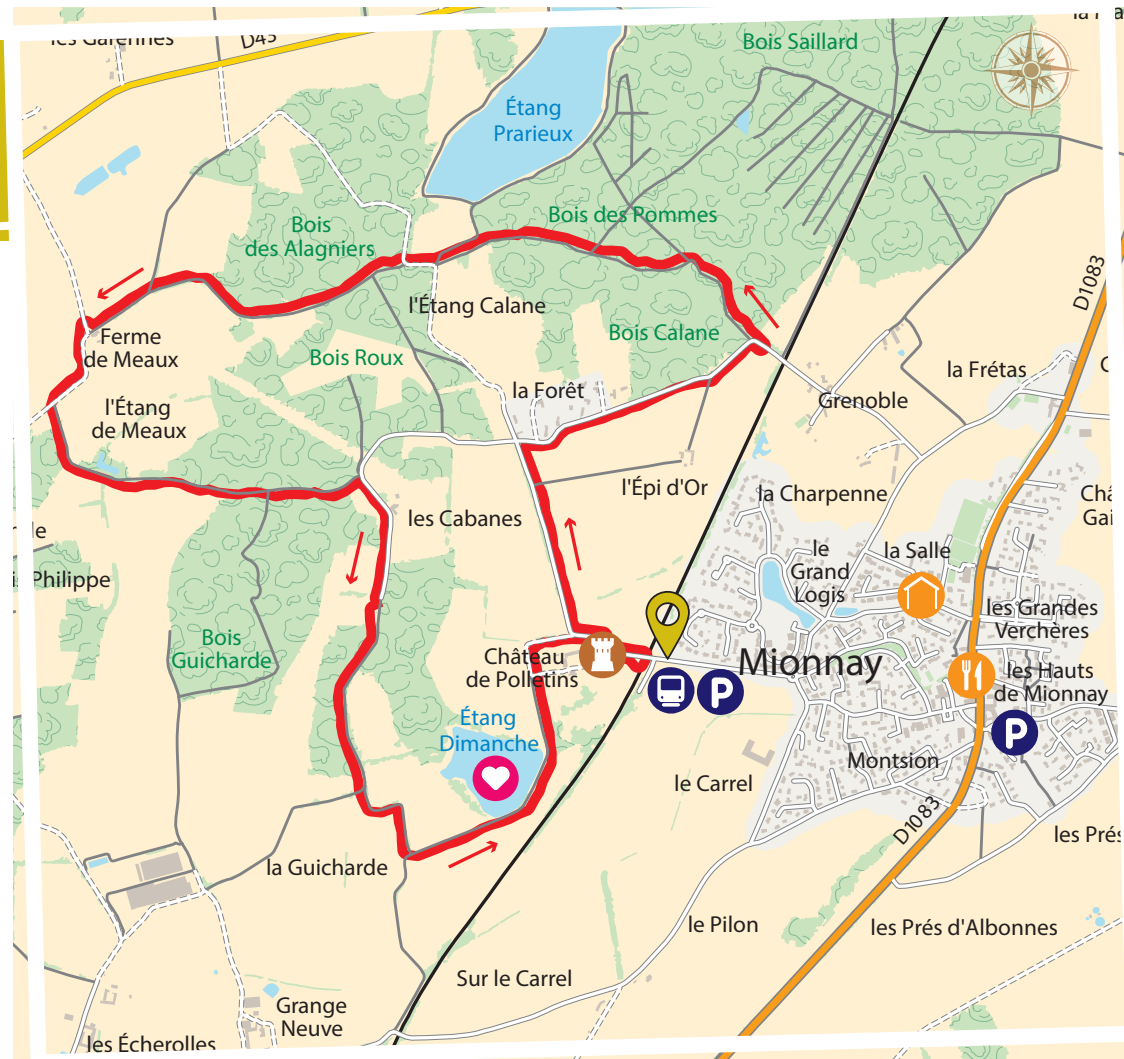 les Garennes
D43
Bois Saillard
Étang
Prarieux
Bois des Pommes
Bois
des Alagniers
l'Étang Calane
D1083
Ferme
de Meaux
Bois Roux
Bois Calane
la Forêt
la Frétas
Grenoble
l'Étang
de Meaux
l'Épi d'Or
la Charpenne
les Cabanes
le
Grand
Logis
la Salle
Philippe
les Grandes
Verchères
Bois
Guicharde
Château
de Polletins
Mionnay
les Hauts
de Mionnay
P
P
Étang
Dimanche
Montsion
le Carrel
D1083
les Prés
la Guicharde
le Pilon
les Prés d'Albonnes
Sur le Carrel
Grange
Neuve
les Écherolles